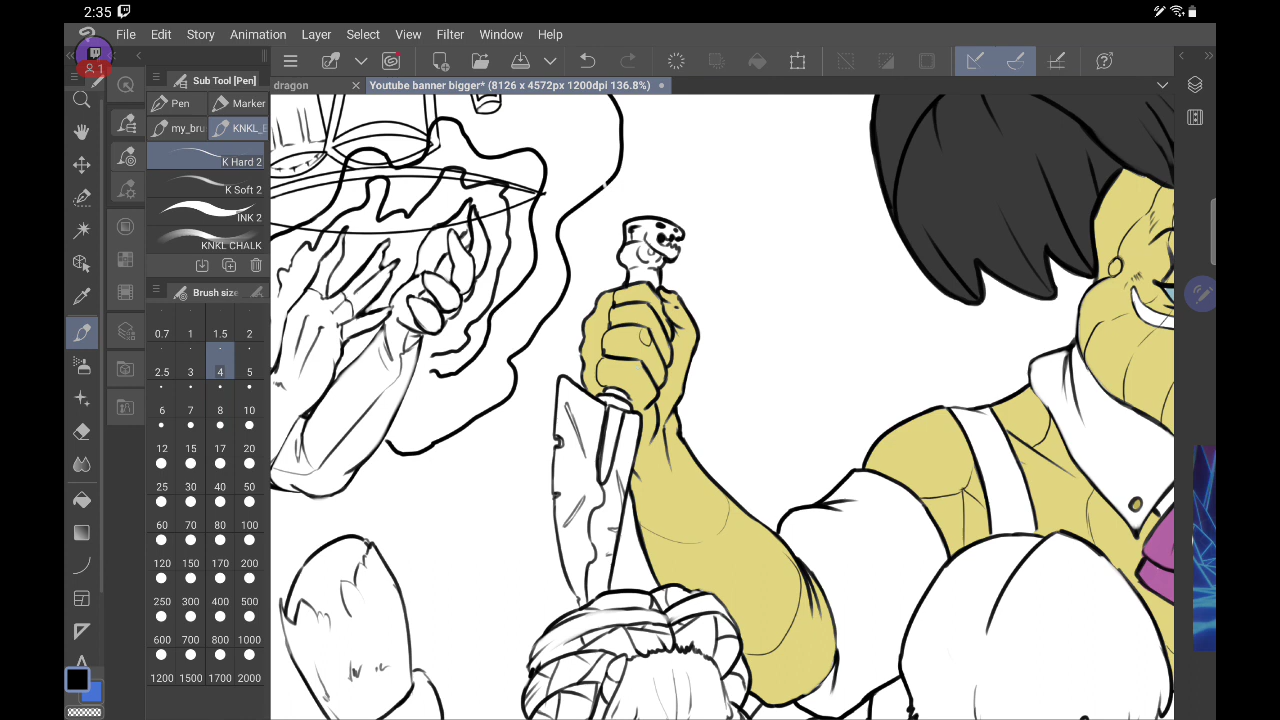 2:35
File Edit Story Animation Layer Select View Filter Window Help
1
Sub Tool [Pen]
dragon
Youtube banner bigger* (8126 x 4572px 1200dpi 136.8%)
Pen Marker
my_bru KNKL_E
K Hard 2
K Soft 2
INK 2
KNKL CHALK
Brush size
0.7 1 1.5 2
2.5 3 4 5
6 7 8 10
12 15 17 20
25 30 40 50
60 70 80 100
120 150 170 200
250 300 400 500
600 700 800 1000
1200 1500 1700 2000